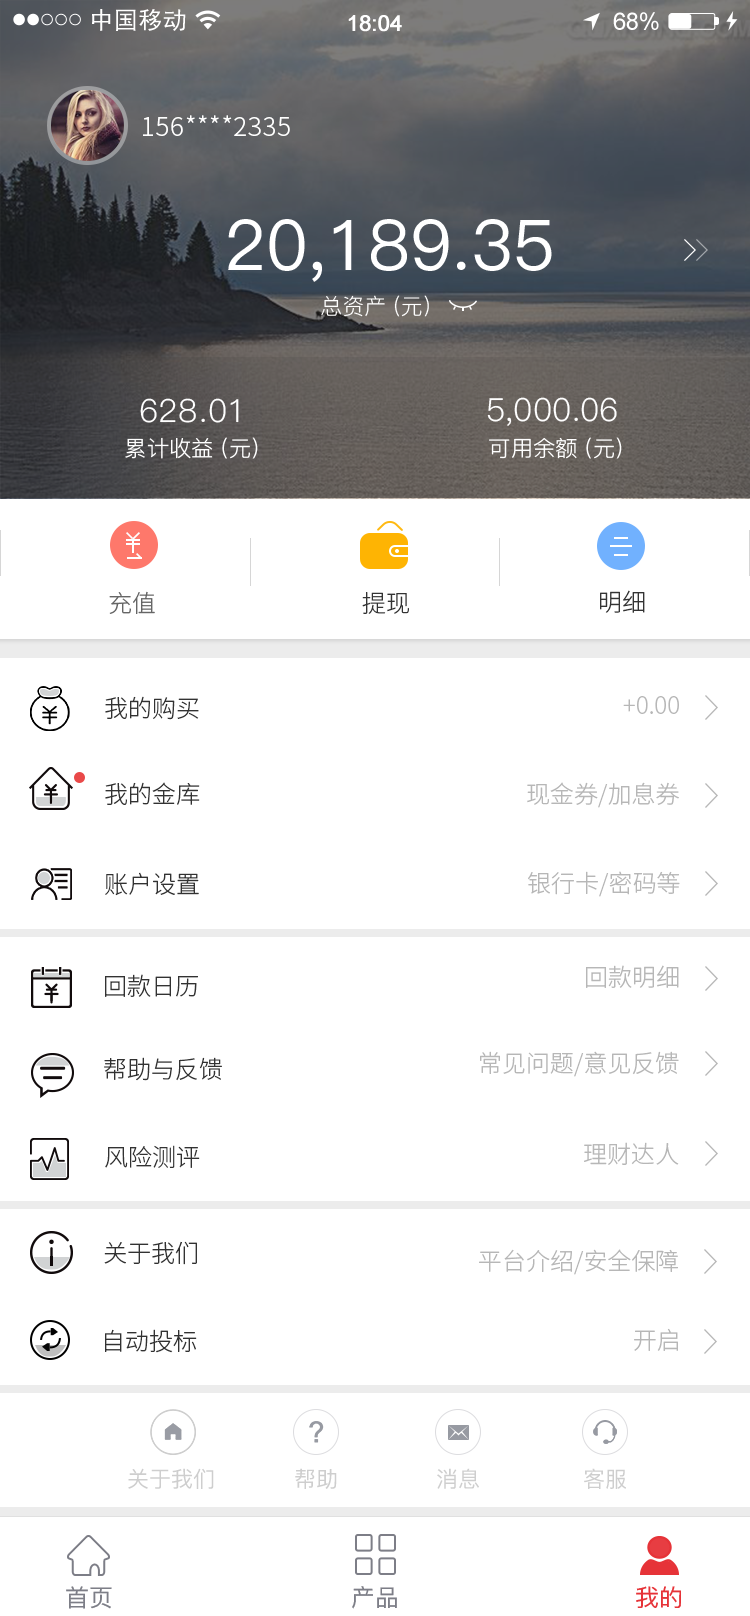 中国移动 18:04 68%
156****2335
20,189.35
总资产 (元)
628.01 5,000.06
累计收益 (元) 可用余额 (元)
充值 提现 明细
我的购买 +0.00
我的金库 现金券/加息券
账户设置 银行卡/密码等
回款日历 回款明细
帮助与反馈 常见问题/意见反馈
风险测评 理财达人
关于我们 平台介绍/安全保障
自动投标 开启
关于我们 帮助 消息 客服
首页 产品 我的